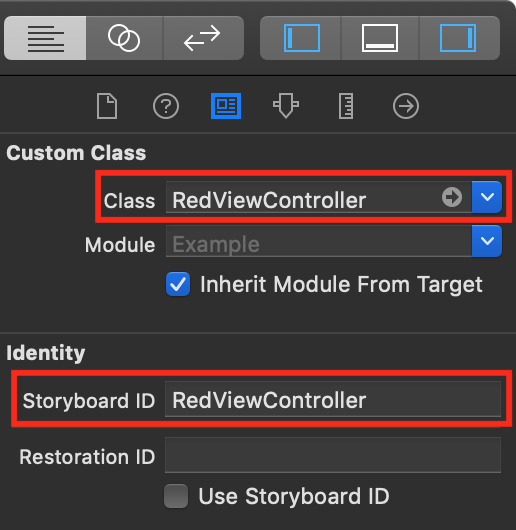 Custom Class
Class RedViewController
Module Example
Inherit Module From Target
Identity
Storyboard ID RedViewController
Restoration ID
Use Storyboard ID